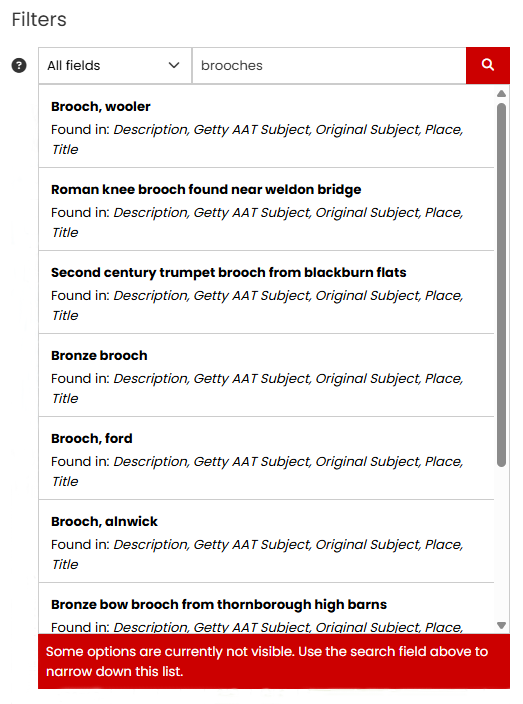 Filters
? All fields brooches
Brooch, wooler
Found in: Description, Getty AAT Subject, Original Subject, Place,
Title
Roman knee brooch found near weldon bridge
Found in: Description, Getty AAT Subject, Original Subject, Place,
Title
Second century trumpet brooch from blackburn flats
Found in: Description, Getty AAT Subject, Original Subject, Place,
Title
Bronze brooch
Found in: Description, Getty AAT Subject, Original Subject, Place,
Title
Brooch, ford
Found in: Description, Getty AAT Subject, Original Subject, Place,
Title
Brooch, alnwick
Found in: Description, Getty AAT Subject, Original Subject, Place,
Title
Bronze bow brooch from thornborough high barns
Found in: Description, Getty AAT Subject, Original Subject, Place,
Some options are currently not visible. Use the search field above to
narrow down this list.